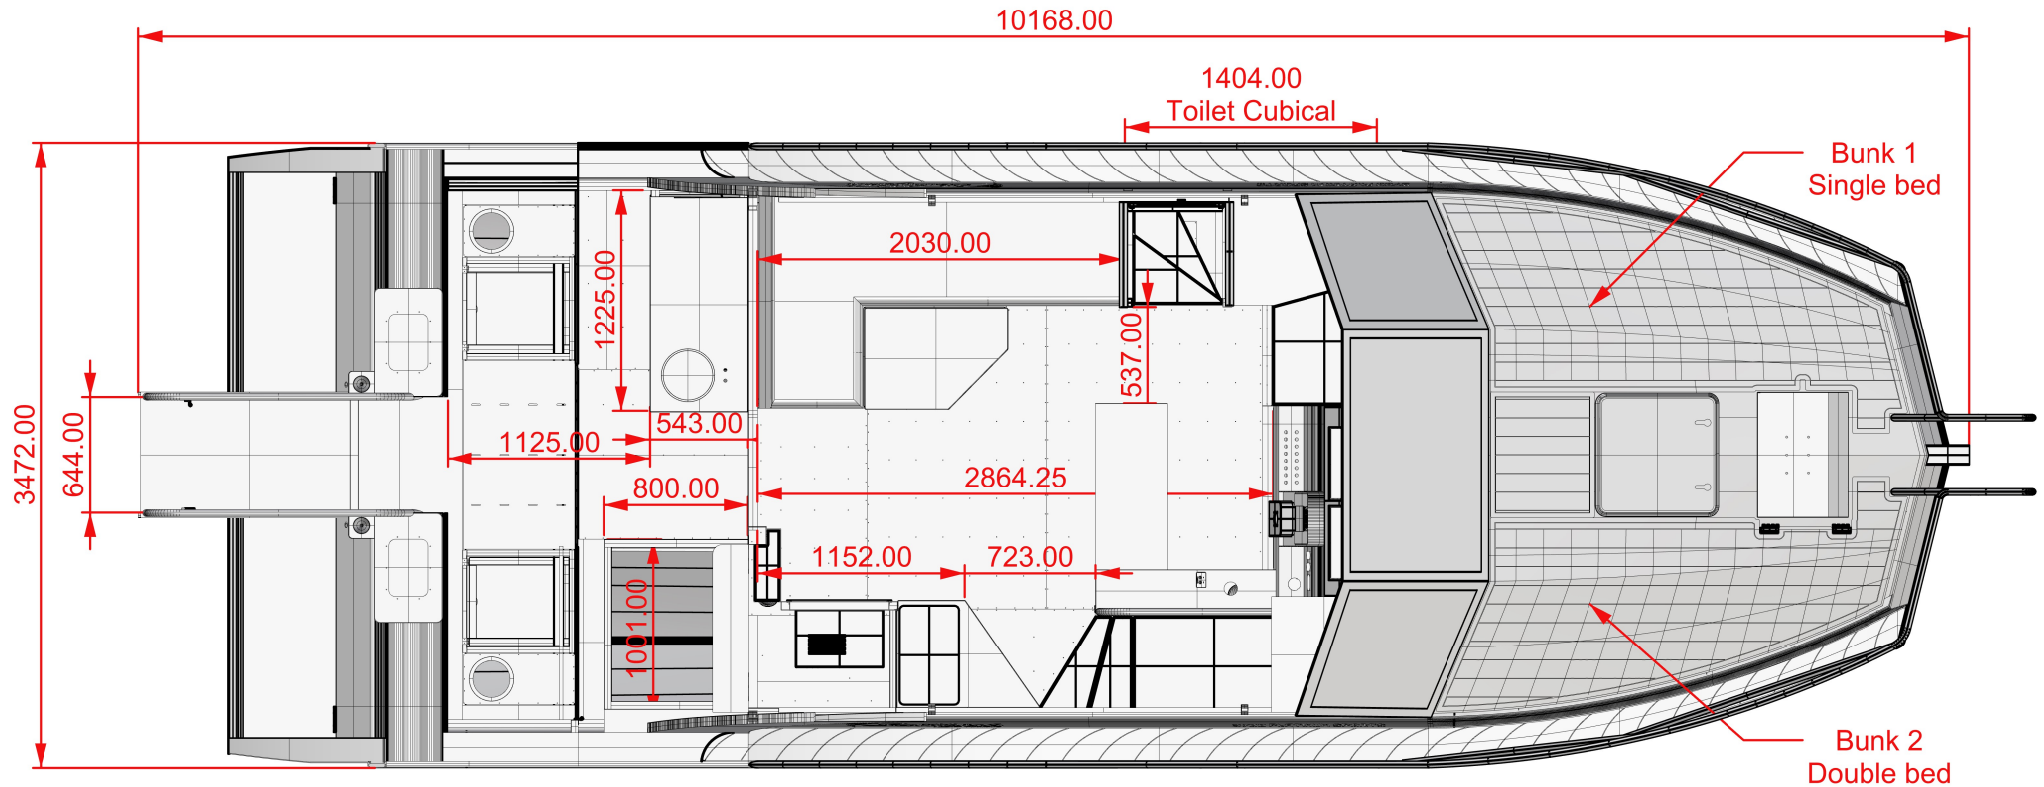 10168.00
1404.00
Toilet Cubical
Bunk 1
Single bed
2030.00
1225.00
537.00
3472.00
644.00
543.00
1125.00
2864.25
800.00
1152.00
723.00
1001.00
Bunk 2
Double bed